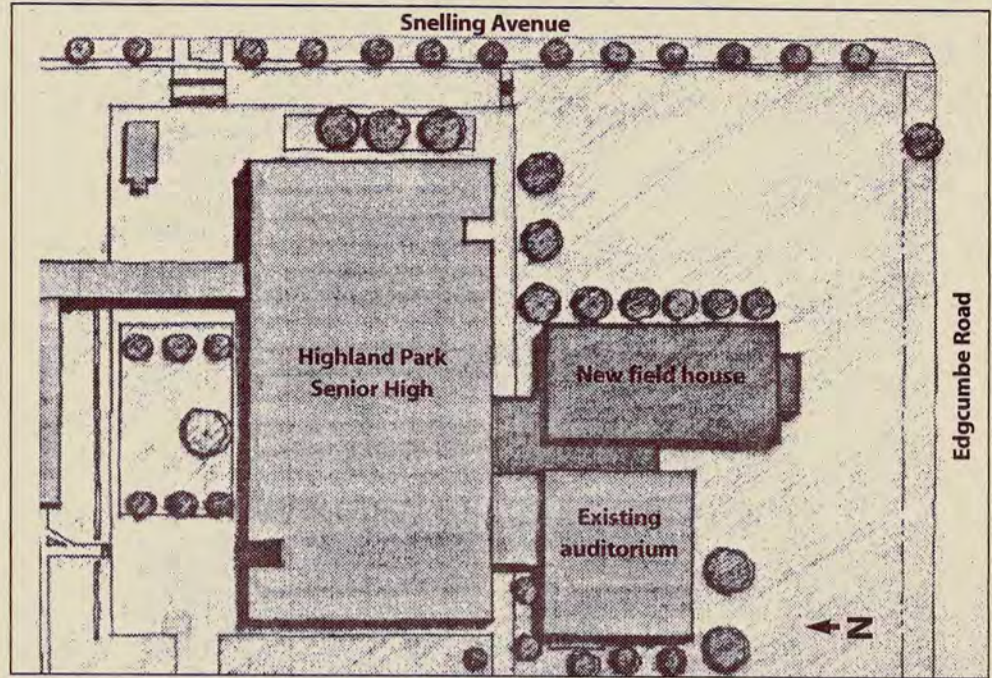 Snelling Avenue
Highland Park
Senior High
New field house
Existing
auditorium
Edgcumbe Road
N